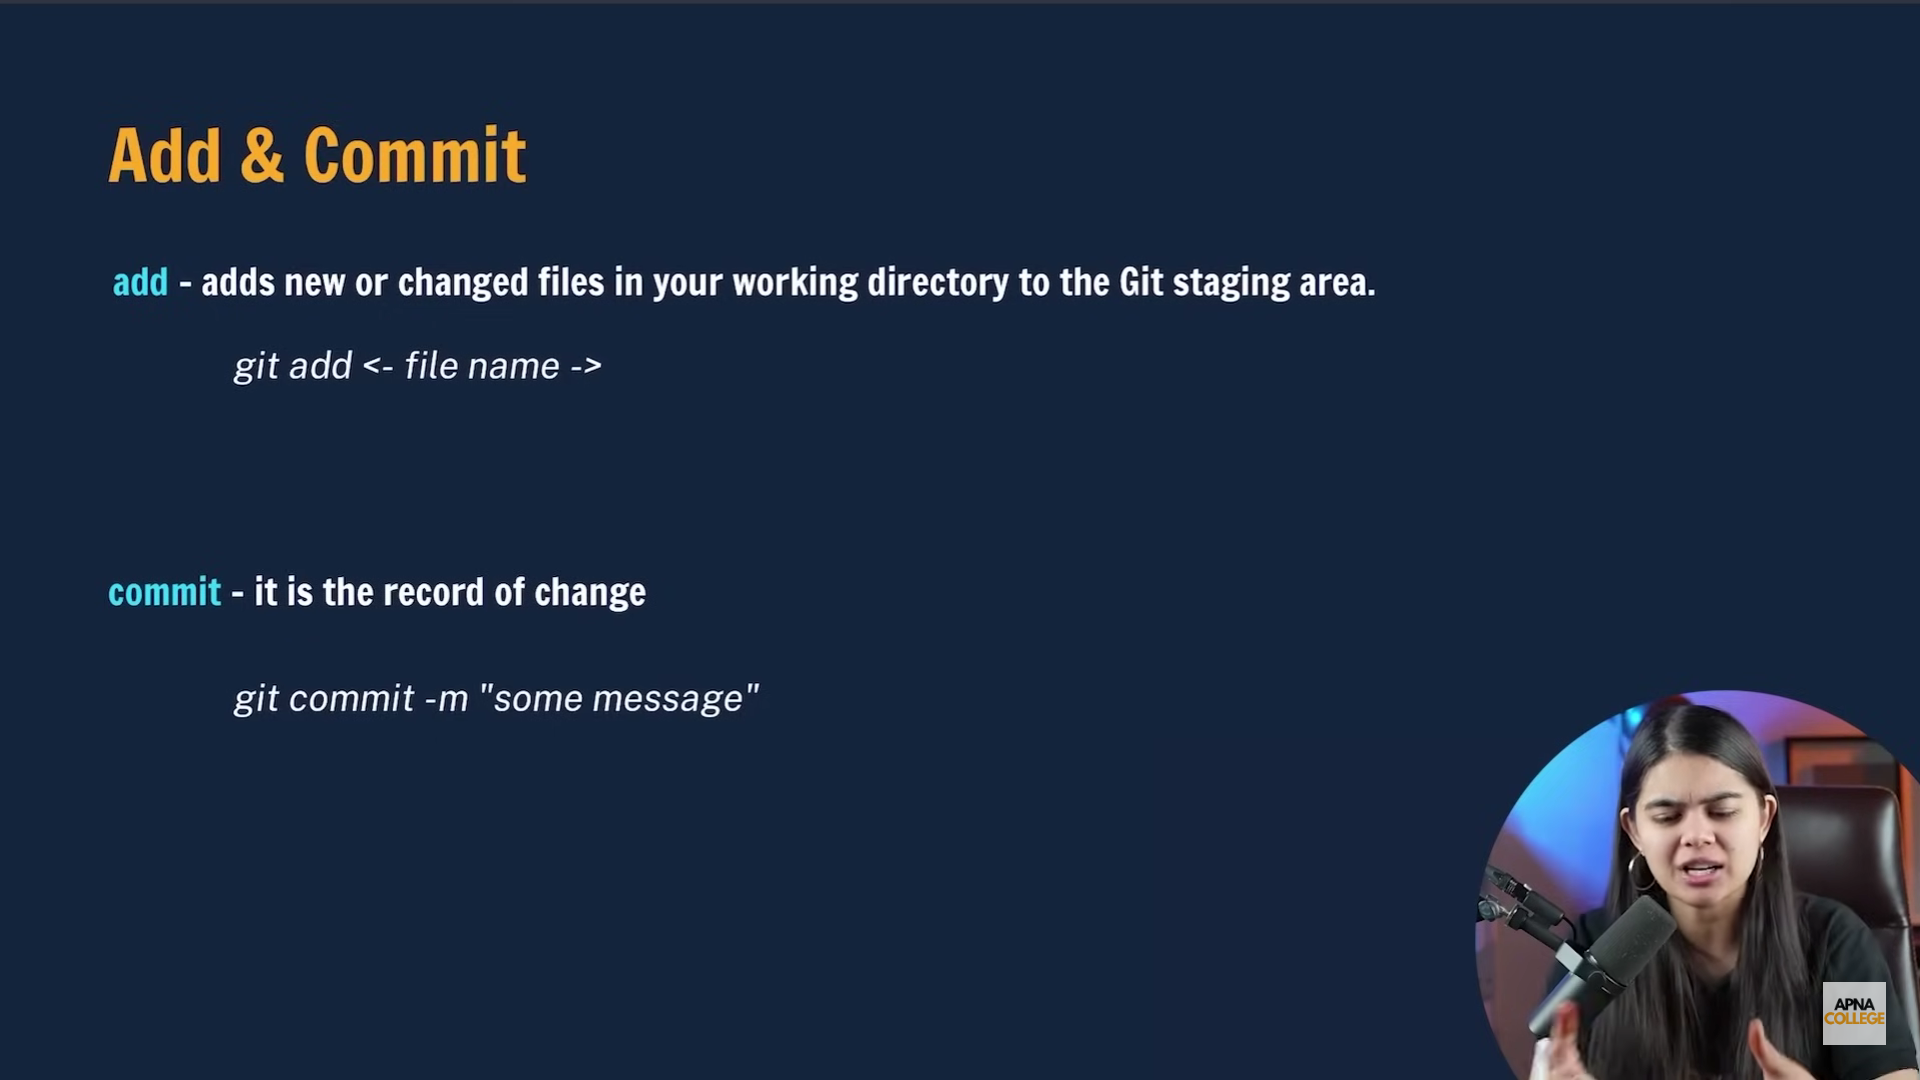 Add & Commit
add - adds new or changed files in your working directory to the Git staging area.
git add <- file name ->
commit - it is the record of change
git commit -m "some message"
APNA
COLLEGE